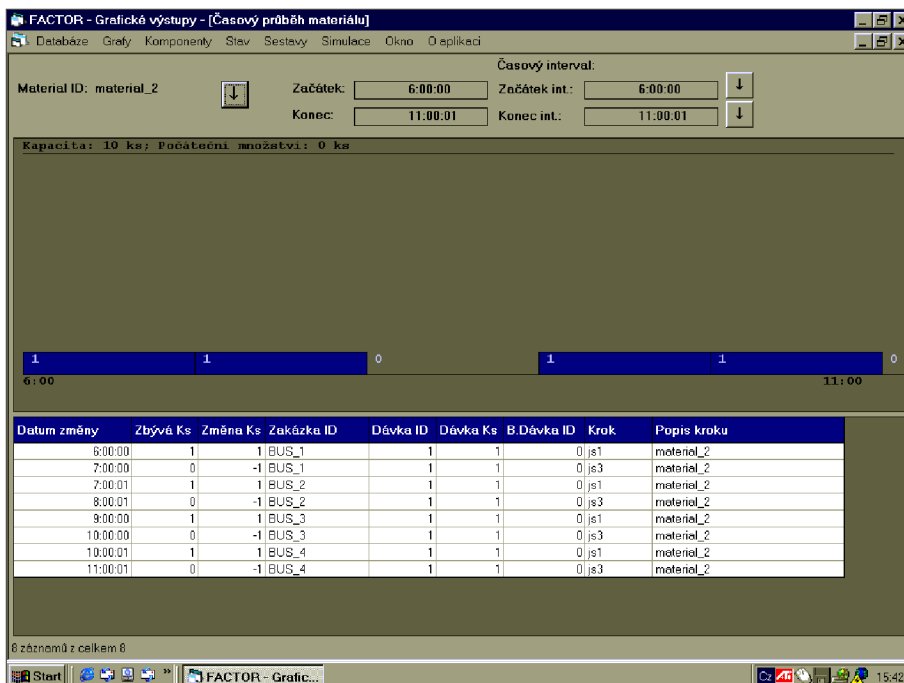 FACTOR - Grafické výstupy - [Časový průběh materiálu]
Databáze Grafy Komponenty Stav Sestavy Simulace Okno O aplikaci
Časový interval:
Material ID: material_2 Začátek: 6:00:00 Začátek int.: 6:00:00
Konec: 11:00:01 Konec int.: 11:00:01
Kapacita: 10 ks; Počáteční množství: 0 ks
1 1 0 1 1 0
6:00 11:00
Datum změny Zbývá Ks Změna Ks Zakázka ID Dávka ID Dávka Ks B.Dávka ID Krok Popis kroku
6:00:00 1 1 BUS_1 1 1 0 js1 material_2
7:00:00 0 -1 BUS_1 1 1 0 js3 material_2
7:00:01 1 1 BUS_2 1 1 0 js1 material_2
8:00:01 0 -1 BUS_2 1 1 0 js3 material_2
9:00:00 1 1 BUS_3 1 1 0 js1 material_2
10:00:00 0 -1 BUS_3 1 1 0 js3 material_2
10:00:01 1 1 BUS_4 1 1 0 js1 material_2
11:00:01 0 -1 BUS_4 1 1 0 js3 material_2
8 záznamů z celkem 8
Start » FACTOR - Grafic... Cz ATI 15:42